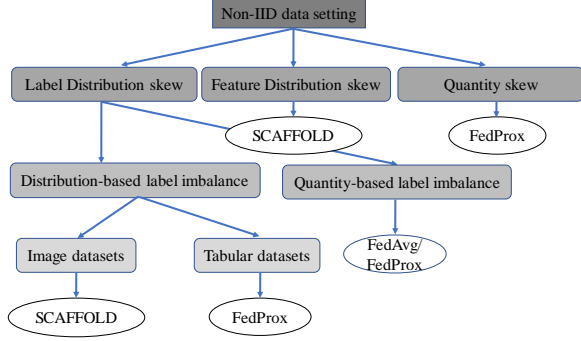 Non-IID data setting
Label Distribution skew
Feature Distribution skew
Quantity skew
SCAFFOLD
FedProx
Distribution-based label imbalance
Quantity-based label imbalance
Image datasets
Tabular datasets
FedAvg/
FedProx
SCAFFOLD
FedProx